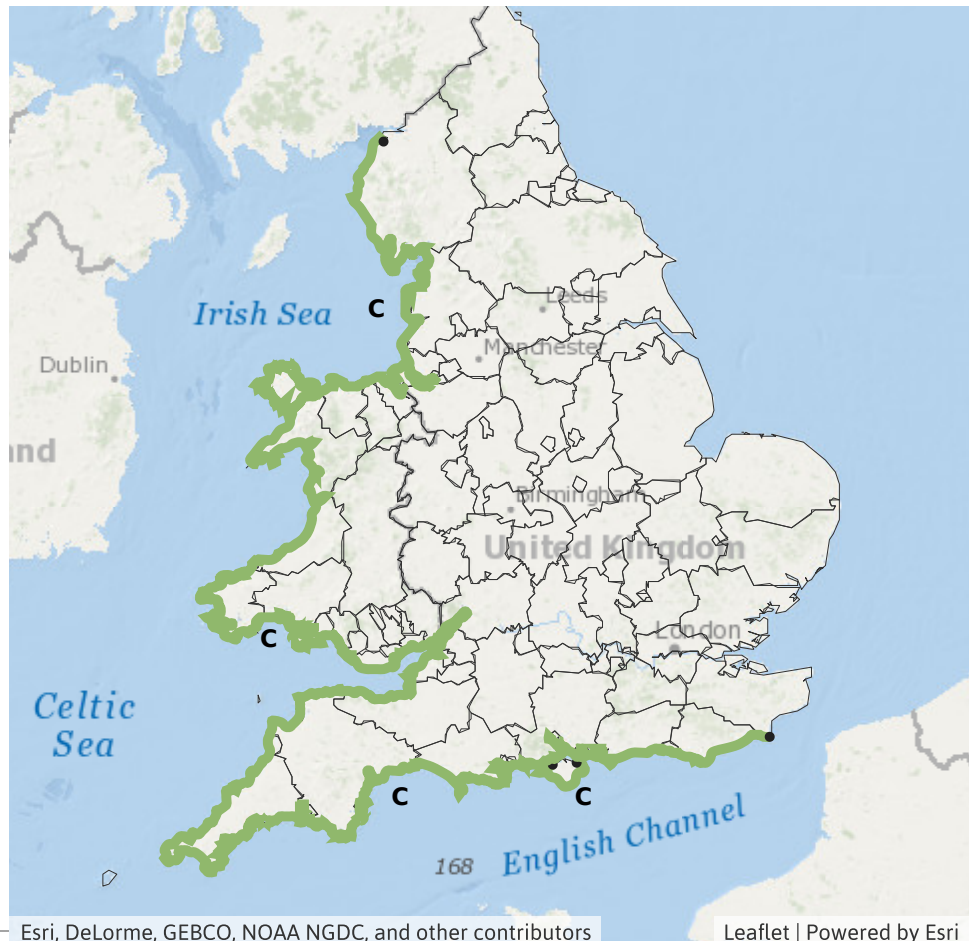 Leeds
C
Irish Sea
Manchester
Dublin
nd
Birmingham
United Kingdom
London
C
Celtic
Sea
C
C
English Channel
168
Esri, DeLorme, GEBCO, NOAA NGDC, and other contributors
Leaflet | Powered by Esri